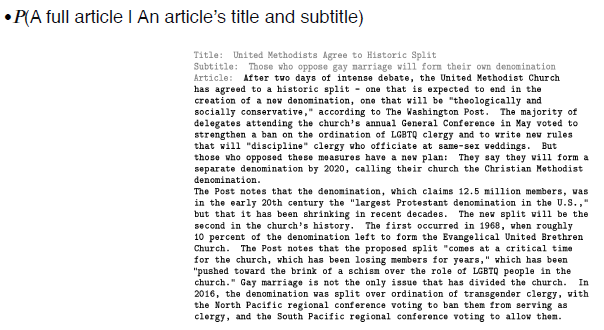 •P(A full article | An article's title and subtitle)
Title: United Methodists Agree to Historic Split
Subtitle: Those who oppose gay marriage will form their own denomination
Article: After two days of intense debate, the United Methodist Church
has agreed to a historic split - one that is expected to end in the
creation of a new denomination, one that will be "theologically and
socially conservative," according to The Washington Post. The majority of
delegates attending the church's annual General Conference in May voted to
strengthen a ban on the ordination of LGBTQ clergy and to write new rules
that will "discipline" clergy who officiate at same-sex weddings. But
those who opposed these measures have a new plan: They say they will form a
separate denomination by 2020, calling their church the Christian Methodist
denomination.
The Post notes that the denomination, which claims 12.5 million members, was
in the early 20th century the "largest Protestant denomination in the U.S.,"
but that it has been shrinking in recent decades. The new split will be the
second in the church's history. The first occurred in 1968, when roughly
10 percent of the denomination left to form the Evangelical United Brethren
Church. The Post notes that the proposed split "comes at a critical time
for the church, which has been losing members for years," which has been
"pushed toward the brink of a schism over the role of LGBTQ people in the
church." Gay marriage is not the only issue that has divided the church. In
2016, the denomination was split over ordination of transgender clergy, with
the North Pacific regional conference voting to ban them from serving as
clergy, and the South Pacific regional conference voting to allow them.